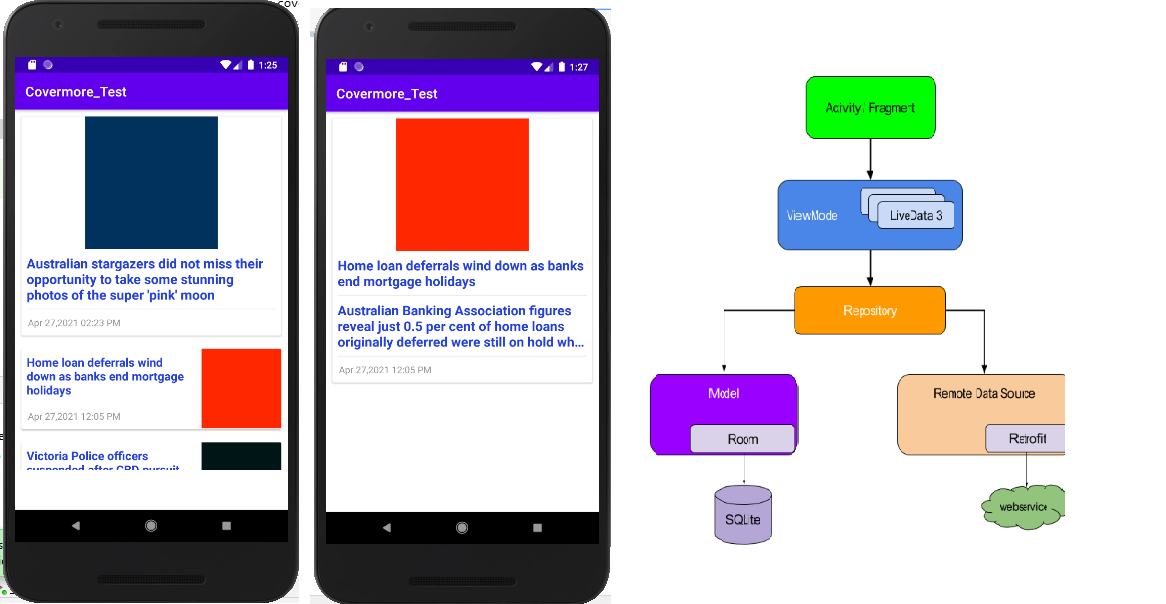 cov
1:25
Covermore_Test
Australian stargazers did not miss their
opportunity to take some stunning
photos of the super 'pink' moon
Apr 27,2021 02:23 PM
Home loan deferrals wind
down as banks end mortgage
holidays
Apr 27,2021 12:05 PM
Victoria Police officers
suspended after CBD pursuit
1:27
Covermore_Test
Home loan deferrals wind down as banks
end mortgage holidays
Australian Banking Association figures
reveal just 0.5 per cent of home loans
originally deferred were still on hold wh...
Apr 27,2021 12:05 PM
Activity / Fragment
ViewMode
LiveData 3
Repository
Model
Room
SQLite
Remote Data Source
Retrofit
webservice